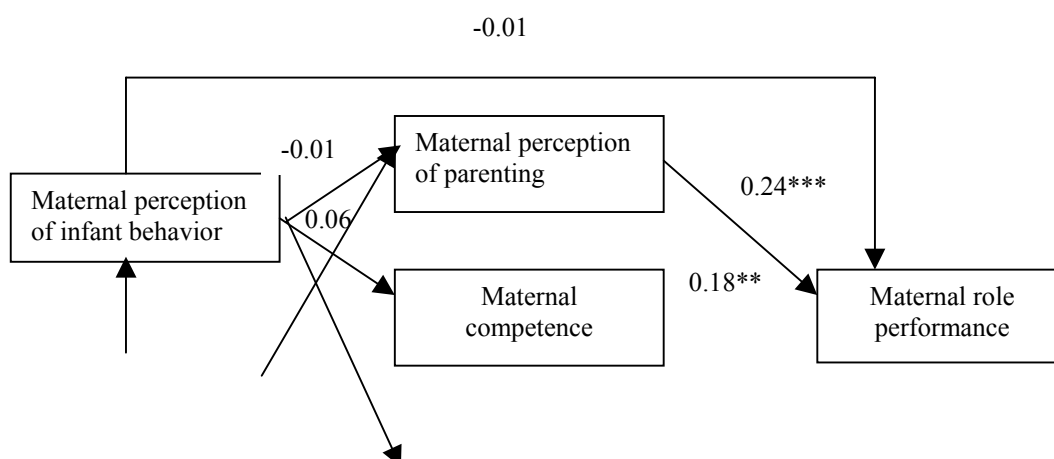 -0.01
Maternal perception
of parenting
-0.01
0.24***
Maternal perception
of infant behavior
0.06
0.18**
Maternal
competence
Maternal role
performance